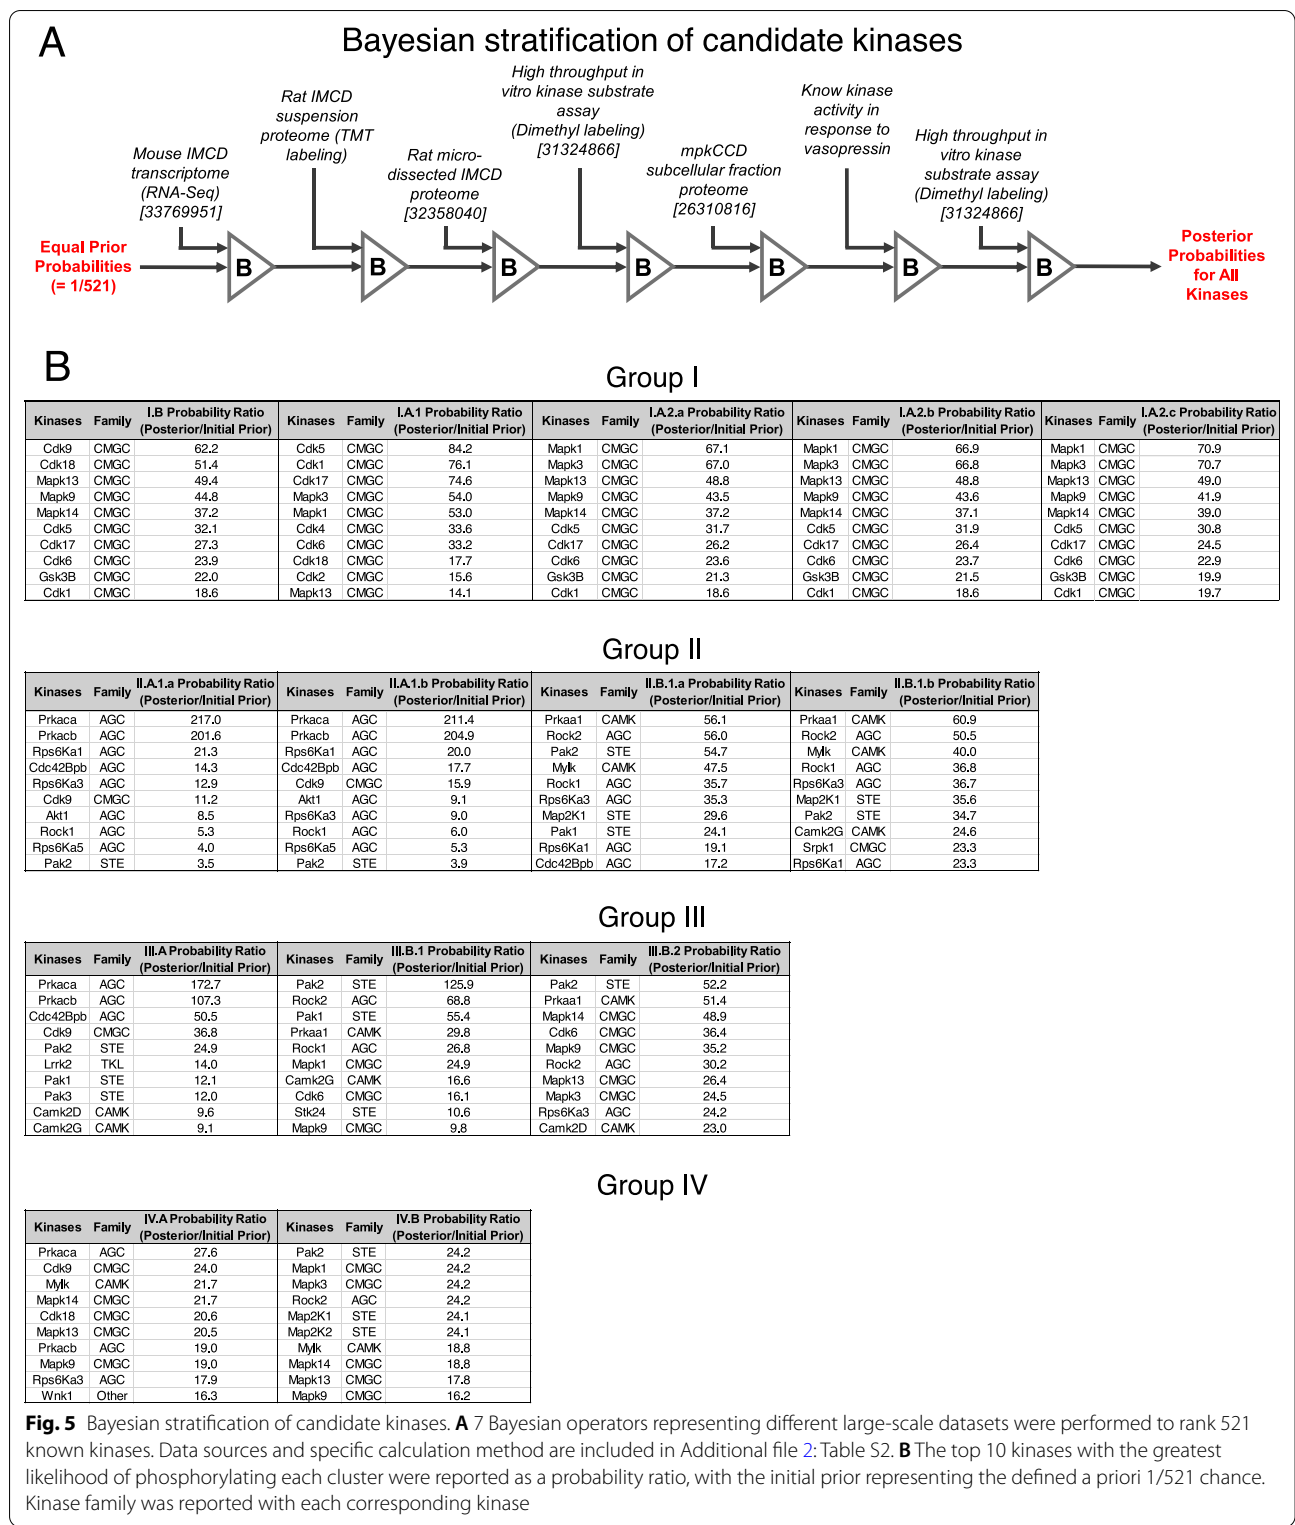 A
Bayesian stratification of candidate kinases
Mouse IMCD
transcriptome
(RNA-Seq)
[33769951]
Rat IMCD
suspension
proteome (TMT
labeling)
Rat micro-
dissected IMCD
proteome
[32358040]
High throughput in
vitro kinase substrate
assay
(Dimethyl labeling)
[31324866]
mpkCCD
subcellular fraction
proteome
[26310816]
Know kinase
activity in
response to
vasopressin
High throughput in
vitro kinase
substrate assay
(Dimethyl labeling)
[31324866]
Equal Prior
Probabilities
(= 1/521)
B B B B B B B
Posterior
Probabilities
for All
Kinases
B
Group I
Kinases Family I.B Probability Ratio (Posterior/Initial Prior) Kinases Family I.A.1 Probability Ratio (Posterior/Initial Prior) Kinases Family I.A.2.a Probability Ratio (Posterior/Initial Prior) Kinases Family I.A.2.b Probability Ratio (Posterior/Initial Prior) Kinases Family I.A.2.c Probability Ratio (Posterior/Initial Prior)
Cdk9 CMGC 62.2 Cdk5 CMGC 84.2 Mapk1 CMGC 67.1 Mapk1 CMGC 66.9 Mapk1 CMGC 70.9
Cdk18 CMGC 51.4 Cdk1 CMGC 76.1 Mapk3 CMGC 67.0 Mapk3 CMGC 66.8 Mapk3 CMGC 70.7
Mapk13 CMGC 49.4 Cdk17 CMGC 74.6 Mapk13 CMGC 48.8 Mapk13 CMGC 48.8 Mapk13 CMGC 49.0
Mapk9 CMGC 44.8 Mapk3 CMGC 54.0 Mapk9 CMGC 43.5 Mapk9 CMGC 43.6 Mapk9 CMGC 41.9
Mapk14 CMGC 37.2 Mapk1 CMGC 53.0 Mapk14 CMGC 37.2 Mapk14 CMGC 37.1 Mapk14 CMGC 39.0
Cdk5 CMGC 32.1 Cdk4 CMGC 33.6 Cdk5 CMGC 31.7 Cdk5 CMGC 31.9 Cdk5 CMGC 30.8
Cdk17 CMGC 27.3 Cdk6 CMGC 33.2 Cdk17 CMGC 26.2 Cdk17 CMGC 26.4 Cdk17 CMGC 24.5
Cdk6 CMGC 23.9 Cdk18 CMGC 17.7 Cdk6 CMGC 23.6 Cdk6 CMGC 23.7 Cdk6 CMGC 22.9
Gsk3B CMGC 22.0 Cdk2 CMGC 15.6 Gsk3B CMGC 21.3 Gsk3B CMGC 21.5 Gsk3B CMGC 19.9
Cdk1 CMGC 18.6 Mapk13 CMGC 14.1 Cdk1 CMGC 18.6 Cdk1 CMGC 18.6 Cdk1 CMGC 19.7
Group II
Kinases Family II.A.1.a Probability Ratio (Posterior/Initial Prior) Kinases Family II.A.1.b Probability Ratio (Posterior/Initial Prior) Kinases Family II.B.1.a Probability Ratio (Posterior/Initial Prior) Kinases Family II.B.1.b Probability Ratio (Posterior/Initial Prior)
Prkaca AGC 217.0 Prkaca AGC 211.4 Prkaa1 CAMK 56.1 Prkaa1 CAMK 60.9
Prkacb AGC 201.6 Prkacb AGC 204.9 Rock2 AGC 56.0 Rock2 AGC 50.5
Rps6Ka1 AGC 21.3 Rps6Ka1 AGC 20.0 Pak2 STE 54.7 Mylk CAMK 40.0
Cdc42Bpb AGC 14.3 Cdc42Bpb AGC 17.7 Mylk CAMK 47.5 Rock1 AGC 36.8
Rps6Ka3 AGC 12.9 Cdk9 CMGC 15.9 Rock1 AGC 35.7 Rps6Ka3 AGC 36.7
Cdk9 CMGC 11.2 Akt1 AGC 9.1 Rps6Ka3 AGC 35.3 Map2K1 STE 35.6
Akt1 AGC 8.5 Rps6Ka3 AGC 9.0 Map2K1 STE 29.6 Pak2 STE 34.7
Rock1 AGC 5.3 Rock1 AGC 6.0 Pak1 STE 24.1 Camk2G CAMK 24.6
Rps6Ka5 AGC 4.0 Rps6Ka5 AGC 5.3 Rps6Ka1 AGC 19.1 Srpk1 CMGC 23.3
Pak2 STE 3.5 Pak2 STE 3.9 Cdc42Bpb AGC 17.2 Rps6Ka1 AGC 23.3
Group III
Kinases Family III.A Probability Ratio (Posterior/Initial Prior) Kinases Family III.B.1 Probability Ratio (Posterior/Initial Prior) Kinases Family III.B.2 Probability Ratio (Posterior/Initial Prior)
Prkaca AGC 172.7 Pak2 STE 125.9 Pak2 STE 52.2
Prkacb AGC 107.3 Rock2 AGC 68.8 Prkaa1 CAMK 51.4
Cdc42Bpb AGC 50.5 Pak1 STE 55.4 Mapk14 CMGC 48.9
Cdk9 CMGC 36.8 Prkaa1 CAMK 29.8 Cdk6 CMGC 36.4
Pak2 STE 24.9 Rock1 AGC 26.8 Mapk9 CMGC 35.2
Lrrk2 TKL 14.0 Mapk1 CMGC 24.9 Rock2 AGC 30.2
Pak1 STE 12.1 Camk2G CAMK 16.6 Mapk13 CMGC 26.4
Pak3 STE 12.0 Cdk6 CMGC 16.1 Mapk3 CMGC 24.5
Camk2D CAMK 9.6 Stk24 STE 10.6 Rps6Ka3 AGC 24.2
Camk2G CAMK 9.1 Mapk9 CMGC 9.8 Camk2D CAMK 23.0
Group IV
Kinases Family IV.A Probability Ratio (Posterior/Initial Prior) Kinases Family IV.B Probability Ratio (Posterior/Initial Prior)
Prkaca AGC 27.6 Pak2 STE 24.2
Cdk9 CMGC 24.0 Mapk1 CMGC 24.2
Mylk CAMK 21.7 Mapk3 CMGC 24.2
Mapk14 CMGC 21.7 Rock2 AGC 24.2
Cdk18 CMGC 20.6 Map2K1 STE 24.1
Mapk13 CMGC 20.5 Map2K2 STE 24.1
Prkacb AGC 19.0 Mylk CAMK 18.8
Mapk9 CMGC 19.0 Mapk14 CMGC 18.8
Rps6Ka3 AGC 17.9 Mapk13 CMGC 17.8
Wnk1 Other 16.3 Mapk9 CMGC 16.2
Fig. 5 Bayesian stratification of candidate kinases. A 7 Bayesian operators representing different large-scale datasets were performed to rank 521
known kinases. Data sources and specific calculation method are included in Additional file 2: Table S2. B The top 10 kinases with the greatest
likelihood of phosphorylating each cluster were reported as a probability ratio, with the initial prior representing the defined a priori 1/521 chance.
Kinase family was reported with each corresponding kinase